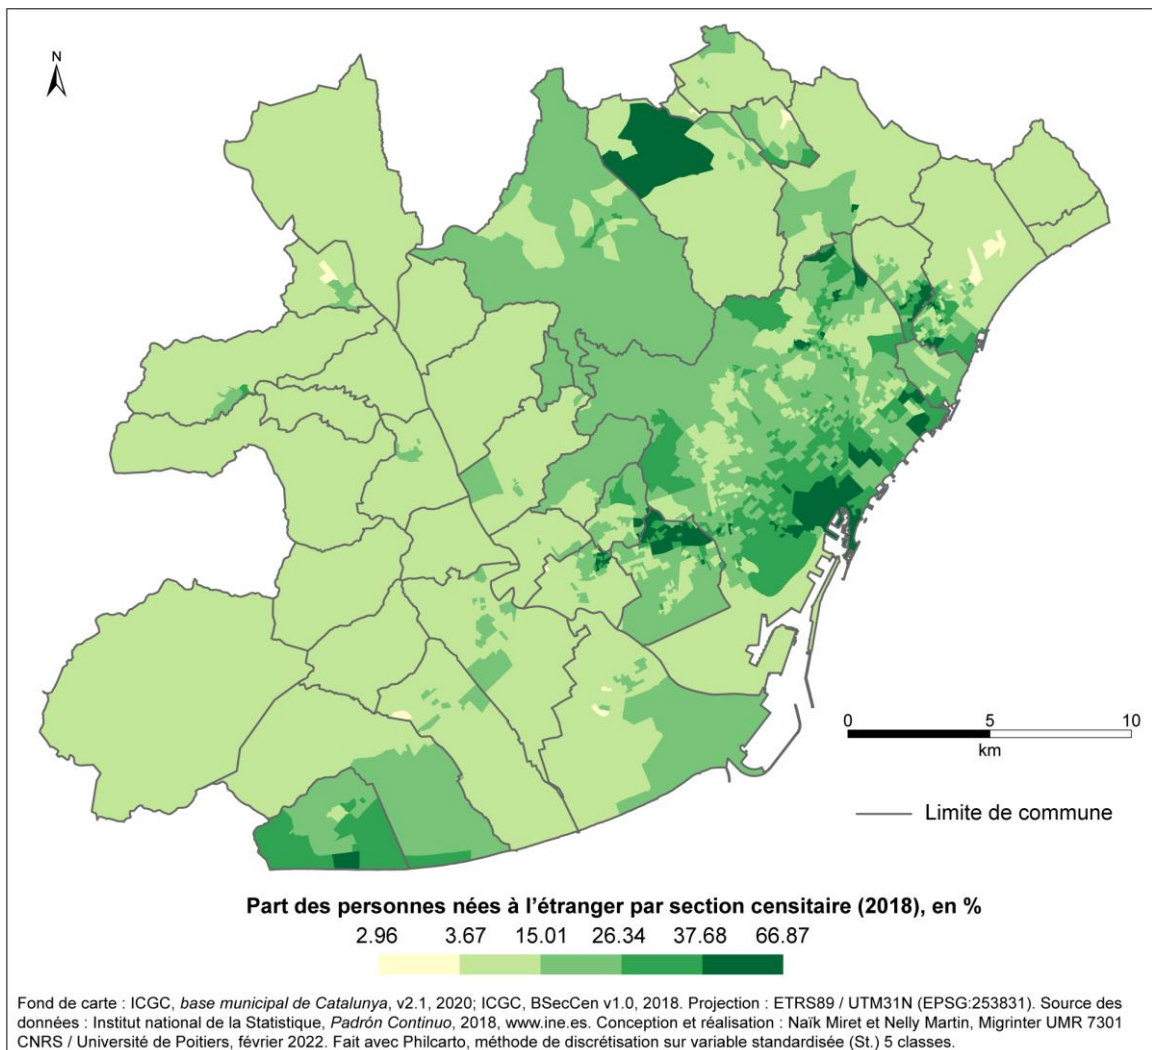 N
0 5 10
km
Limite de commune
Part des personnes nées à l'étranger par section censitaire (2018), en %
2.96 3.67 15.01 26.34 37.68 66.87
Fond de carte : ICGC, base municipal de Catalunya, v2.1, 2020; ICGC, BSecCen v1.0, 2018. Projection : ETRS89 / UTM31N (EPSG:253831). Source des
données : Institut national de la Statistique, Padrón Continuo, 2018, www.ine.es. Conception et réalisation : Naïk Miret et Nelly Martin, Migrinter UMR 7301
CNRS / Université de Poitiers, février 2022. Fait avec Philcarto, méthode de discrétisation sur variable standardisée (St.) 5 classes.